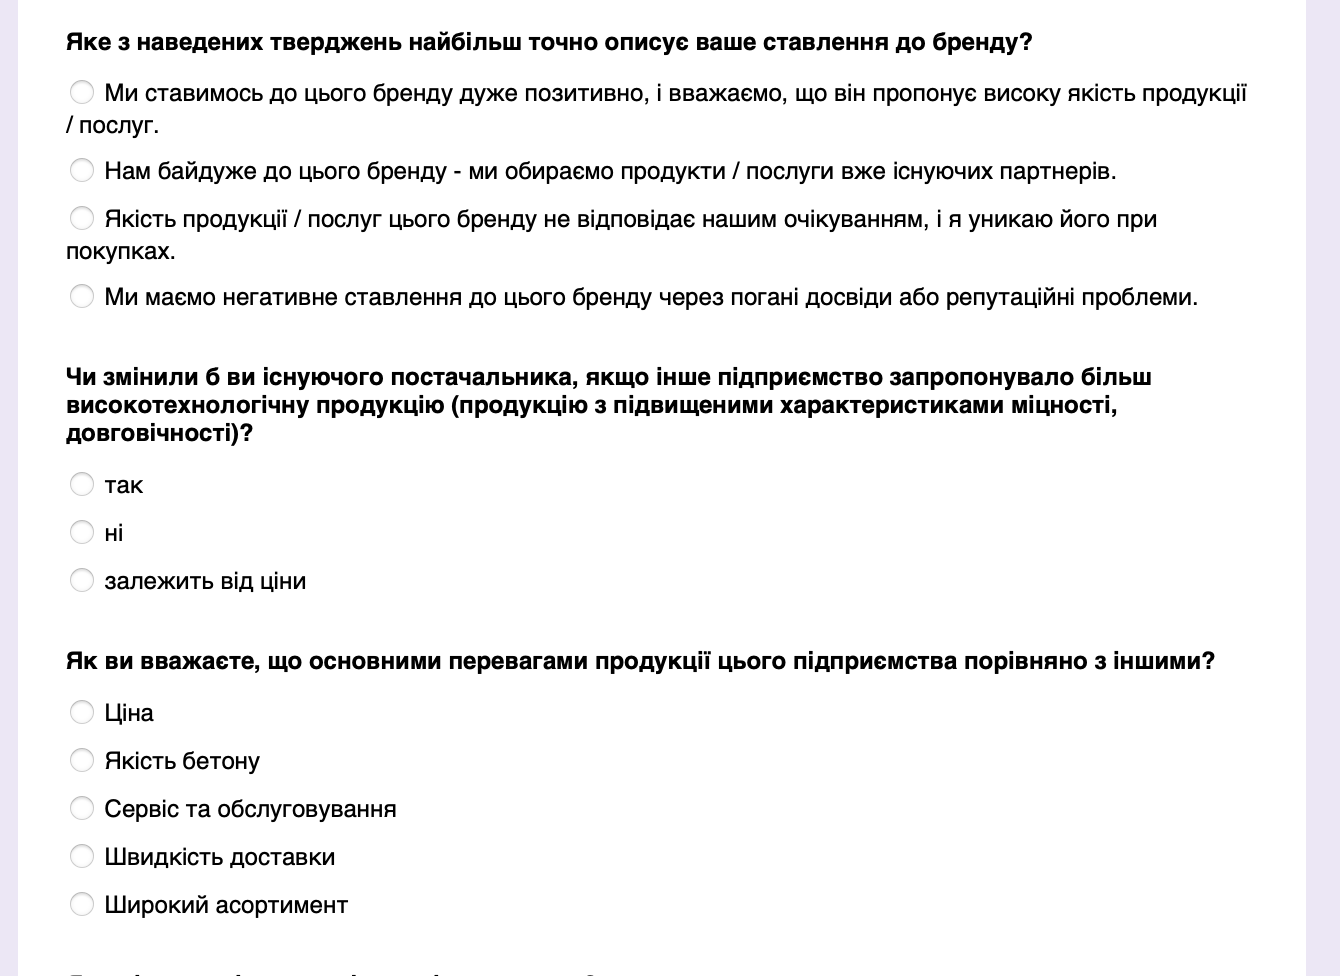 Яке з наведених тверджень найбільш точно описує ваше ставлення до бренду?
Ми ставимось до цього бренду дуже позитивно, і вважаємо, що він пропонує високу якість продукції
/ послуг.
Нам байдуже до цього бренду - ми обираємо продукти / послуги вже існуючих партнерів.
Якість продукції / послуг цього бренду не відповідає нашим очікуванням, і я уникаю його при
покупках.
Ми маємо негативне ставлення до цього бренду через погані досвіди або репутаційні проблеми.
Чи змінили б ви існуючого постачальника, якщо інше підприємство запропонувало більш
високотехнологічну продукцію (продукцію з підвищеними характеристиками міцності,
довговічності)?
так
ні
залежить від ціни
Як ви вважаєте, що основними перевагами продукції цього підприємства порівняно з іншими?
Ціна
Якість бетону
Сервіс та обслуговування
Швидкість доставки
Широкий асортимент